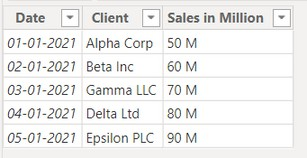 Date Client Sales in Million
01-01-2021 Alpha Corp 50 M
02-01-2021 Beta Inc 60 M
03-01-2021 Gamma LLC 70 M
04-01-2021 Delta Ltd 80 M
05-01-2021 Epsilon PLC 90 M